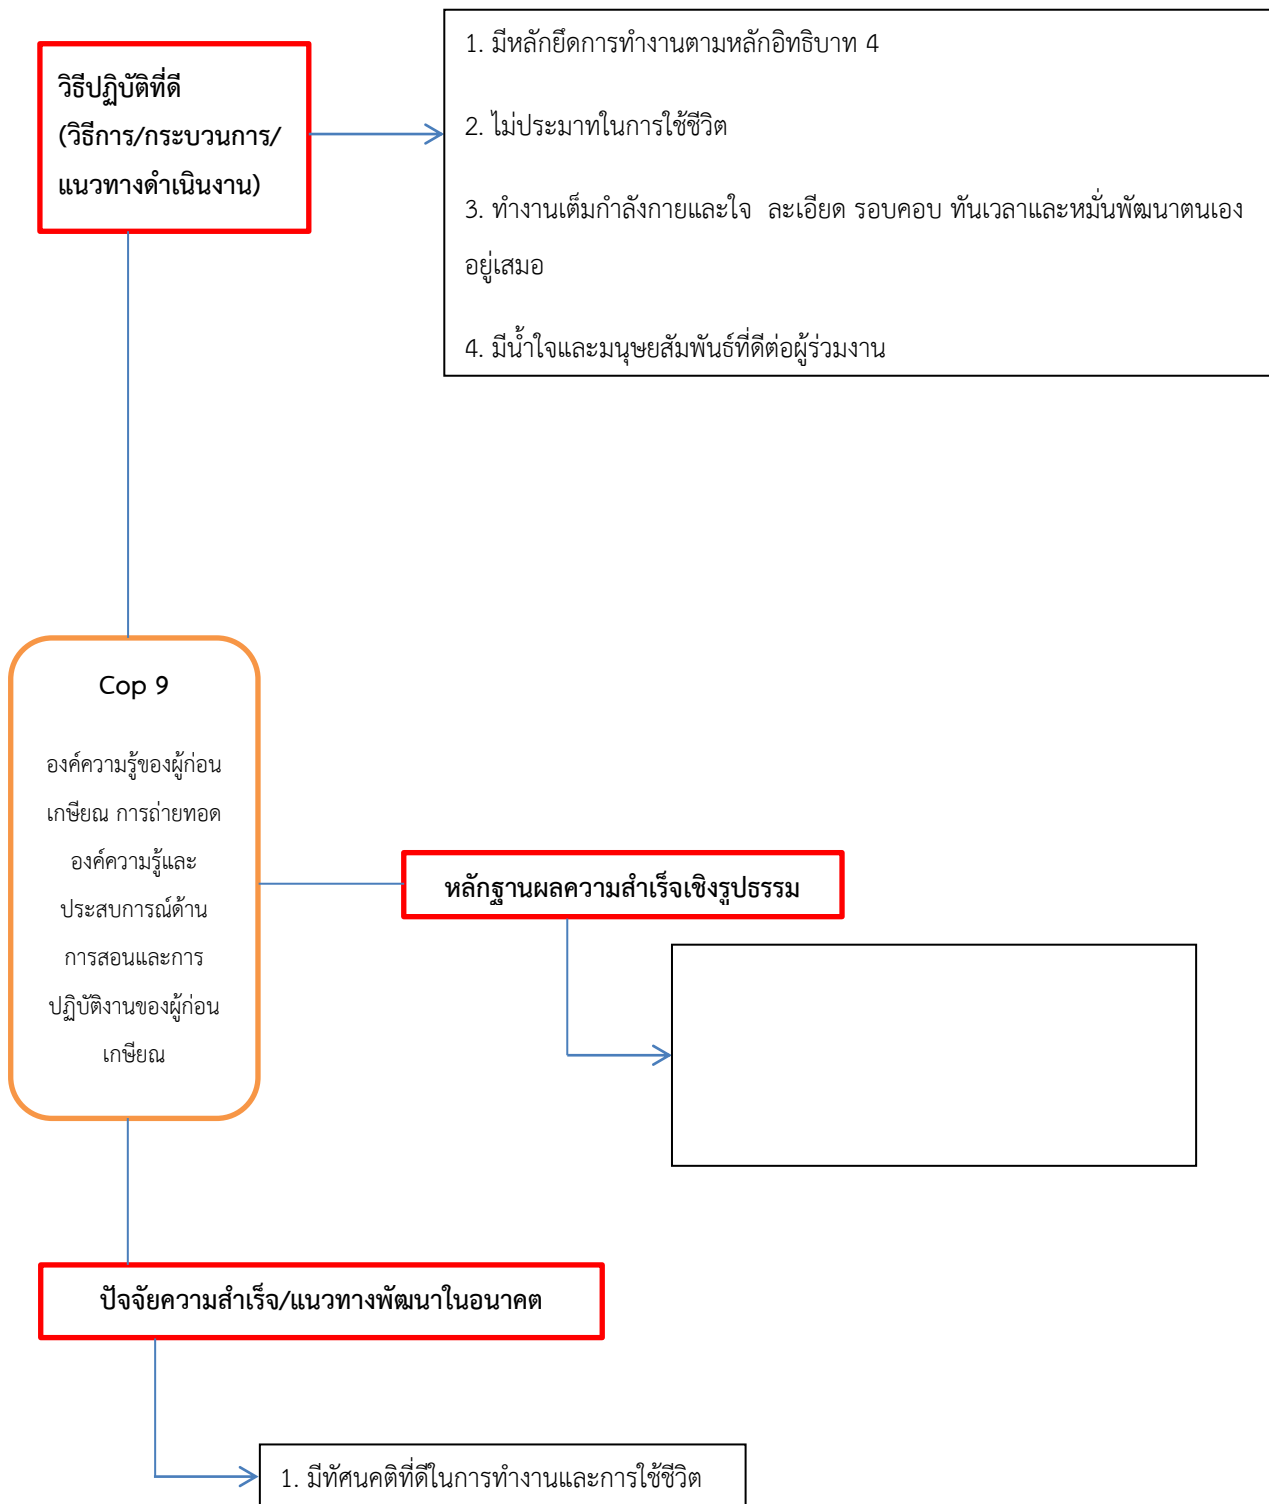 วิธีปฏิบัติที่ดี
(วิธีการ/กระบวนการ/
แนวทางดำเนินงาน)
1. มีหลักยึดการทำงานตามหลักอิทธิบาท 4
2. ไม่ประมาทในการใช้ชีวิต
3. ทำงานเต็มกำลังกายและใจ ละเอียด รอบคอบ ทันเวลาและหมั่นพัฒนาตนเอง
อยู่เสมอ
4. มีน้ำใจและมนุษยสัมพันธ์ที่ดีต่อผู้ร่วมงาน
Cop 9
องค์ความรู้ของผู้ก่อน
เกษียณ การถ่ายทอด
องค์ความรู้และ
ประสบการณ์ด้าน
การสอนและการ
ปฏิบัติงานของผู้ก่อน
เกษียณ
หลักฐานผลความสำเร็จเชิงรูปธรรม
ปัจจัยความสำเร็จ/แนวทางพัฒนาในอนาคต
1. มีทัศนคติที่ดีในการทำงานและการใช้ชีวิต